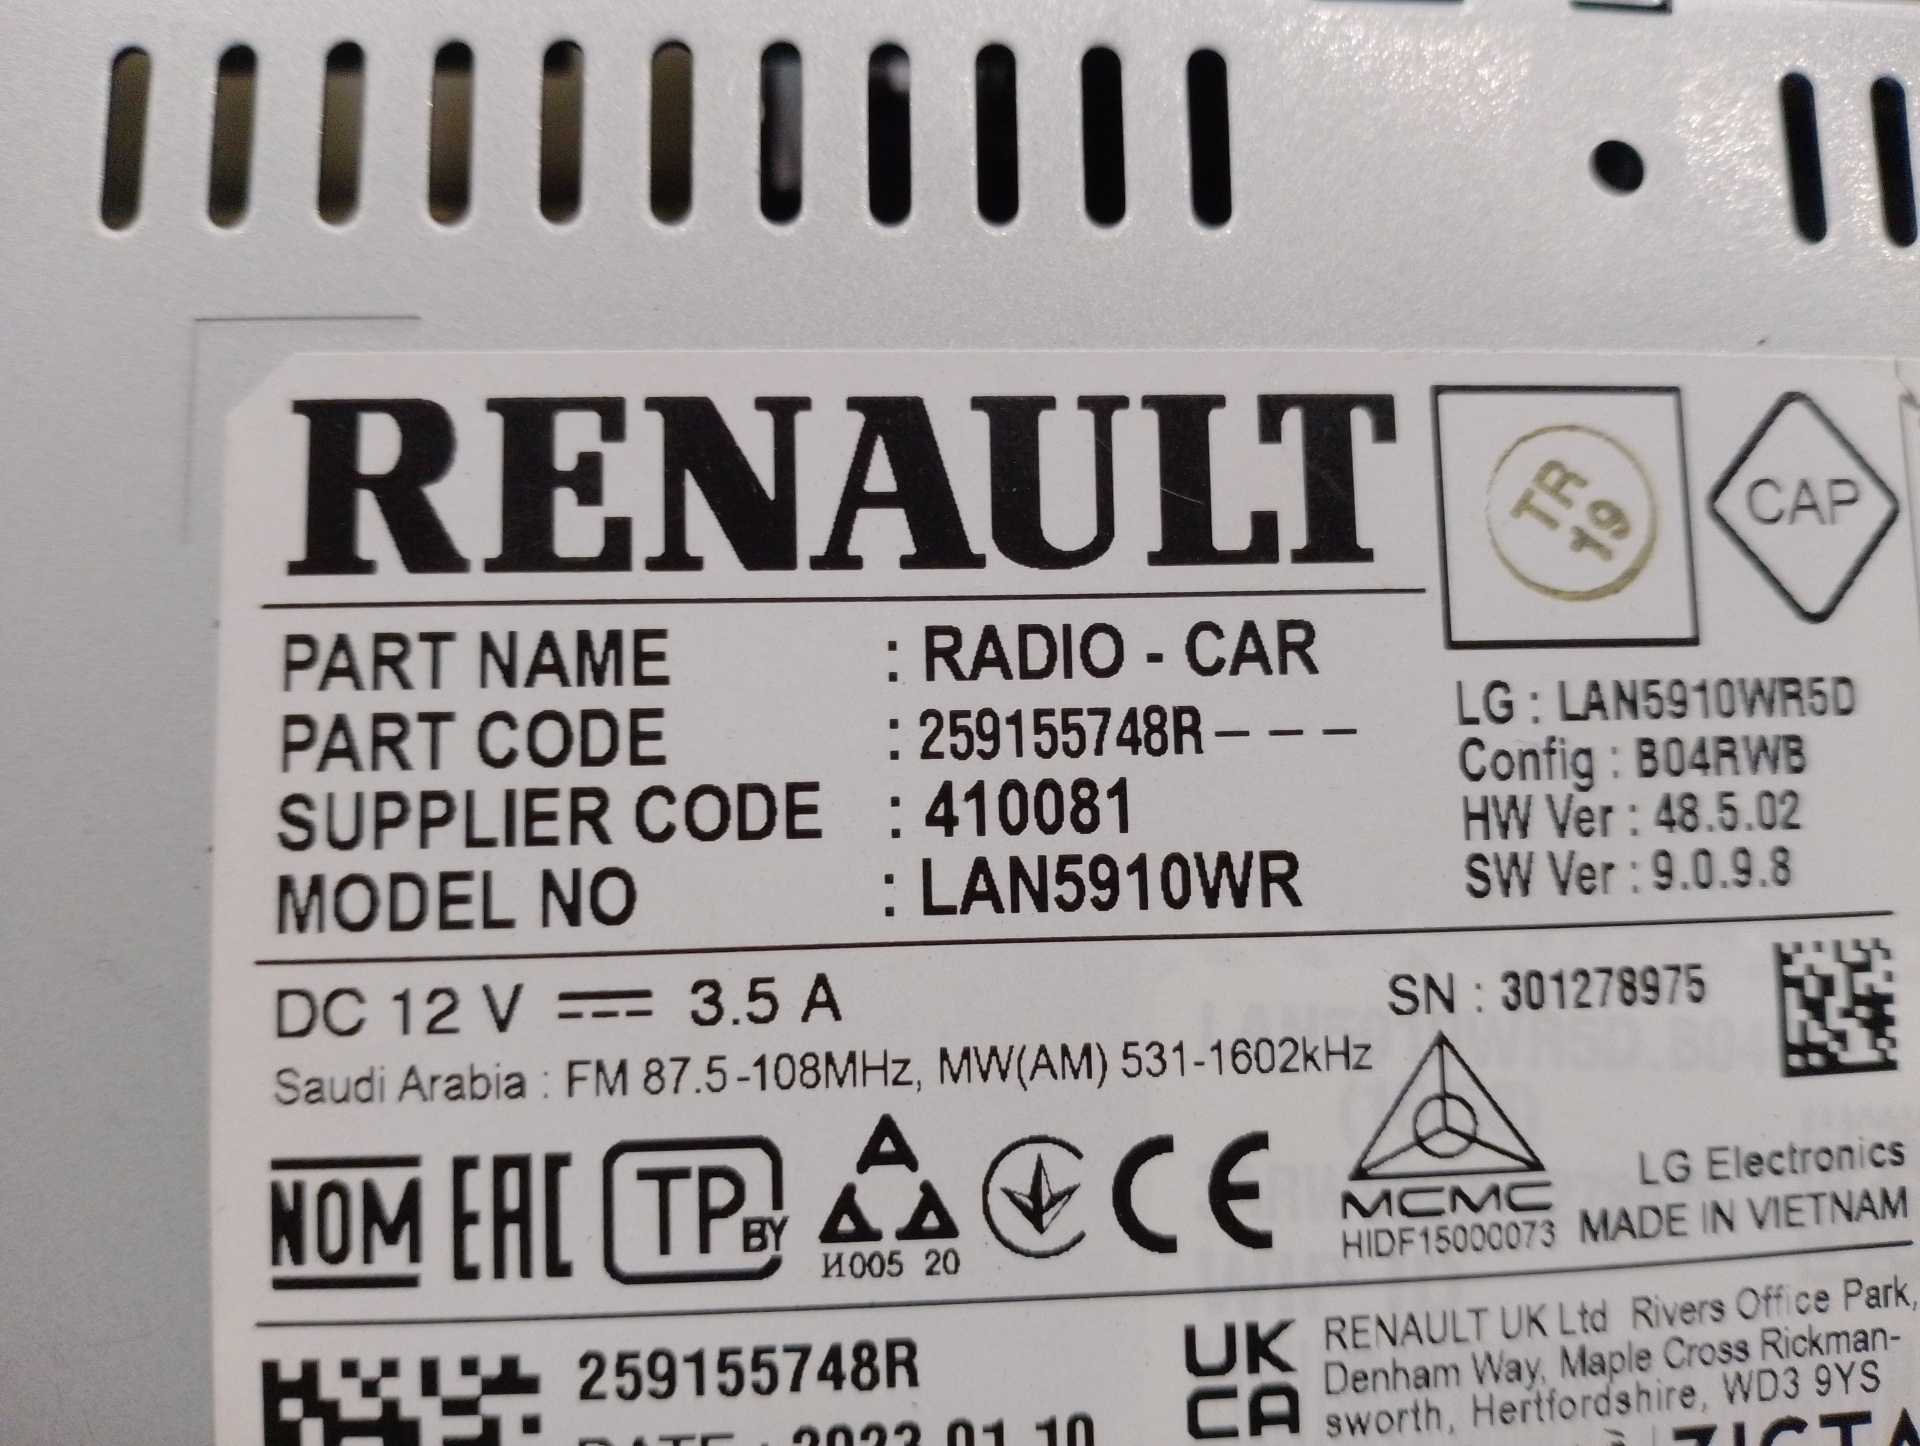 RENAULT
TR
19
CAP
PART NAME : RADIO - CAR
PART CODE : 259155748R---
SUPPLIER CODE : 410081
MODEL NO : LAN5910WR
LG : LAN5910WR5D
Config : B04RWB
HW Ver : 48.5.02
SW Ver : 9.0.9.8
DC 12 V 3.5 A
SN : 301278975
Saudi Arabia : FM 87.5-108MHz, MW(AM) 531-1602kHz
NOM EAC TP BY
И005 20
CE
MCMC
HIDF15000073
LG Electronics
MADE IN VIETNAM
259155748R
DATE : 2023.01.10
UK
CA
RENAULT UK Ltd Rivers Office Park,
Denham Way, Maple Cross Rickman-
sworth, Hertfordshire, WD3 9YS